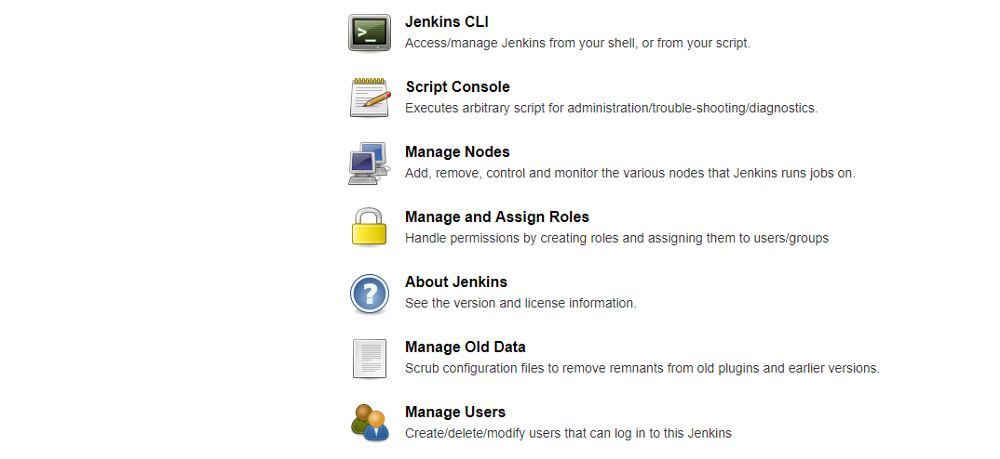 Jenkins CLI
Access/manage Jenkins from your shell, or from your script.
Script Console
Executes arbitrary script for administration/trouble-shooting/diagnostics.
Manage Nodes
Add, remove, control and monitor the various nodes that Jenkins runs jobs on.
Manage and Assign Roles
Handle permissions by creating roles and assigning them to users/groups
About Jenkins
See the version and license information.
Manage Old Data
Scrub configuration files to remove remnants from old plugins and earlier versions.
Manage Users
Create/delete/modify users that can log in to this Jenkins